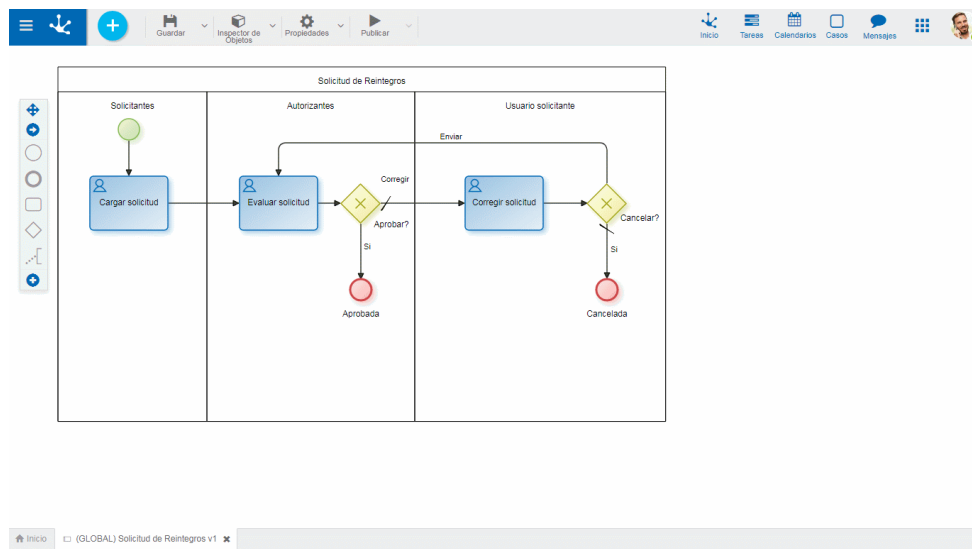 Guardar
Inspector de
Objetos
Propiedades
Publicar
Inicio
Tareas
Calendarios
Casos
Mensajes
Solicitud de Reintegros
Solicitantes
Autorizantes
Usuario solicitante
Enviar
Corregir
Cargar solicitud
Evaluar solicitud
Corregir solicitud
Aprobar?
Cancelar?
Si
Si
Aprobada
Cancelada
Inicio
(GLOBAL) Solicitud de Reintegros v1